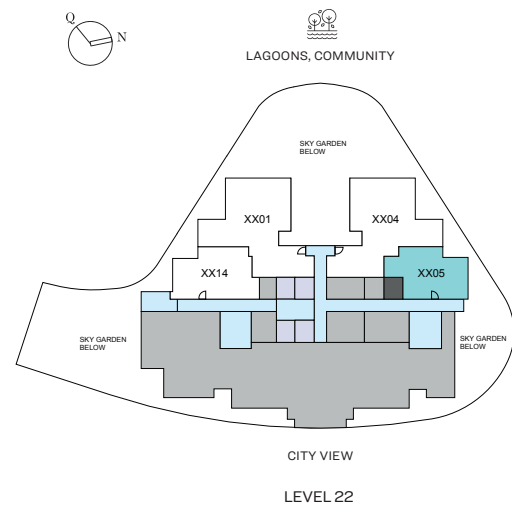 Q
N
LAGOONS, COMMUNITY
SKY GARDEN
BELOW
XX01
XX04
XX14
XX05
SKY GARDEN
BELOW
SKY GARDEN
BELOW
CITY VIEW
LEVEL 22